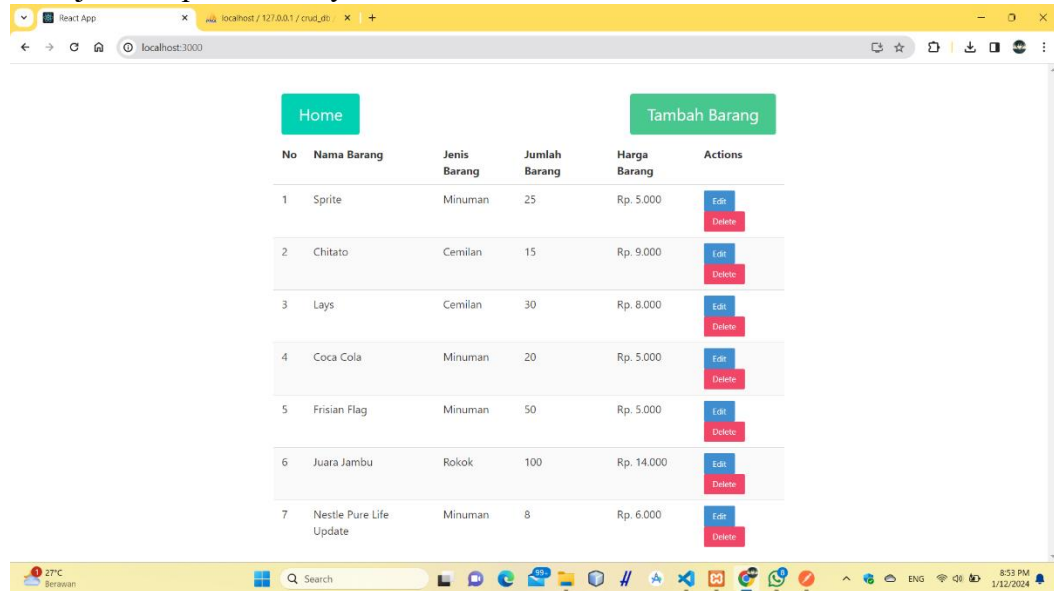 React App
localhost / 127.0.0.1 / crud_db /
localhost:3000
Home
Tambah Barang
No Nama Barang Jenis Barang Jumlah Barang Harga Barang Actions
1 Sprite Minuman 25 Rp. 5.000 Edit
Delete
2 Chitato Cemilan 15 Rp. 9.000 Edit
Delete
3 Lays Cemilan 30 Rp. 8.000 Edit
Delete
4 Coca Cola Minuman 20 Rp. 5.000 Edit
Delete
5 Frisian Flag Minuman 50 Rp. 5.000 Edit
Delete
6 Juara Jambu Rokok 100 Rp. 14.000 Edit
Delete
7 Nestle Pure Life Minuman 8 Rp. 6.000 Edit
Update Delete
27°C
Berawan
Search
99+
ENG
8:53 PM
1/12/2024